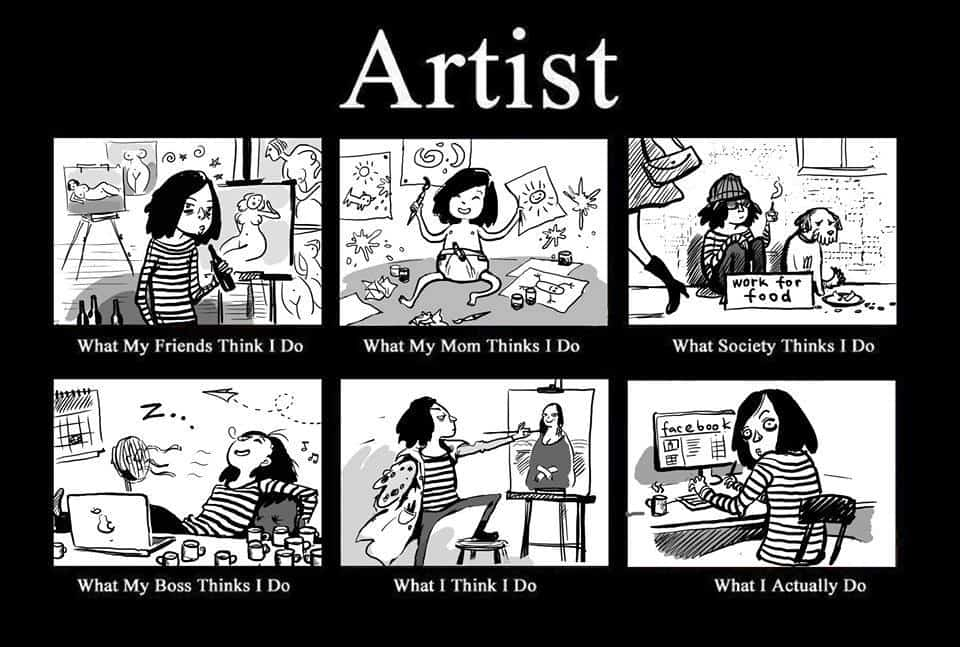 Artist
What My Friends Think I Do
What My Mom Thinks I Do
work for
food
What Society Thinks I Do
Z..
What My Boss Thinks I Do
What I Think I Do
facebook
What I Actually Do